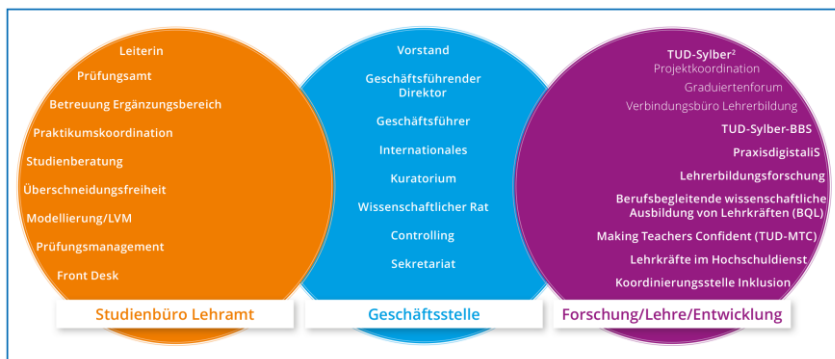 Leiterin
Prüfungsamt
Betreuung Ergänzungsbereich
Praktikumskoordination
Studienberatung
Überschneidungsfreiheit
Modellierung/LVM
Prüfungsmanagement
Front Desk
Studienbüro Lehramt
Vorstand
Geschäftsführender
Direktor
Geschäftsführer
Internationales
Kuratorium
Wissenschaftlicher Rat
Controlling
Sekretariat
Geschäftsstelle
TUD-Sylber²
Projektkoordination
Graduiertenforum
Verbindungsbüro Lehrerbildung
TUD-Sylber-BBS
PraxisdigistaliS
Lehrerbildungsforschung
Berufsbegleitende wissenschaftliche
Ausbildung von Lehrkräften (BQL)
Making Teachers Confident (TUD-MTC)
Lehrkräfte im Hochschuldienst
Koordinierungsstelle Inklusion
Forschung/Lehre/Entwicklung